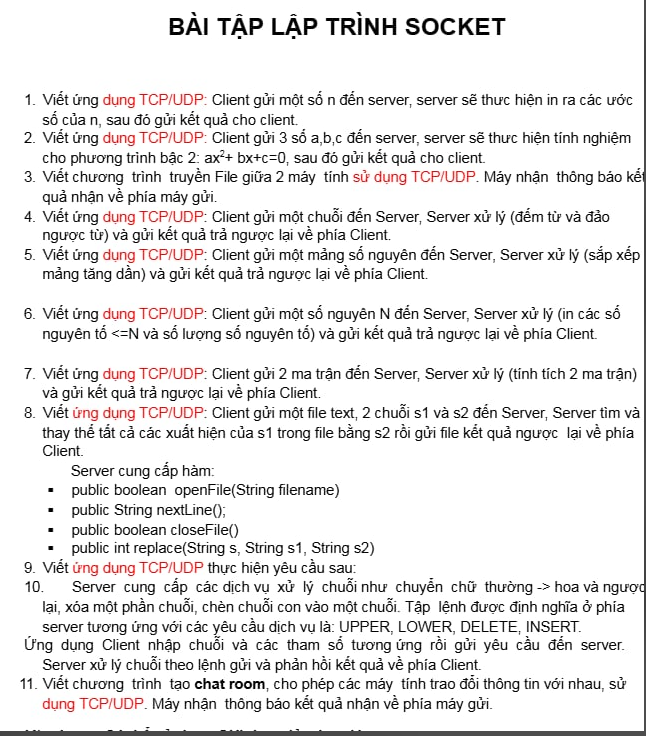 BÀI TẬP LẬP TRÌNH SOCKET
1. Viết ứng dụng TCP/UDP: Client gửi một số n đến server, server sẽ thưc hiện in ra các ước
số của n, sau đó gửi kết quả cho client.
2. Viết ứng dụng TCP/UDP: Client gửi 3 số a,b,c đến server, server sẽ thưc hiện tính nghiệm
cho phương trình bậc 2: ax²+ bx+c=0, sau đó gửi kết quả cho client.
3. Viết chương trình truyền File giữa 2 máy tính sử dụng TCP/UDP. Máy nhận thông báo kết
quả nhận về phía máy gửi.
4. Viết ứng dụng TCP/UDP: Client gửi một chuỗi đến Server, Server xử lý (đếm từ và đảo
ngược từ) và gửi kết quả trả ngược lại về phía Client.
5. Viết ứng dụng TCP/UDP: Client gửi một mảng số nguyên đến Server, Server xử lý (sắp xếp
mảng tăng dần) và gửi kết quả trả ngược lại về phía Client.
6. Viết ứng dụng TCP/UDP: Client gửi một số nguyên N đến Server, Server xử lý (in các số
nguyên tố <=N và số lượng số nguyên tố) và gửi kết quả trả ngược lại về phía Client.
7. Viết ứng dụng TCP/UDP: Client gửi 2 ma trận đến Server, Server xử lý (tính tích 2 ma trận)
và gửi kết quả trả ngược lại về phía Client.
8. Viết ứng dụng TCP/UDP: Client gửi một file text, 2 chuỗi s1 và s2 đến Server, Server tìm và
thay thế tất cả các xuất hiện của s1 trong file bằng s2 rồi gửi file kết quả ngược lại về phía
Client.
Server cung cấp hàm:
▪ public boolean openFile(String filename)
▪ public String nextLine();
▪ public boolean closeFile()
▪ public int replace(String s, String s1, String s2)
9. Viết ứng dụng TCP/UDP thực hiện yêu cầu sau:
10. Server cung cấp các dịch vụ xử lý chuỗi như chuyển chữ thường -> hoa và ngược
lại, xóa một phần chuỗi, chèn chuỗi con vào một chuỗi. Tập lệnh được định nghĩa ở phía
server tương ứng với các yêu cầu dịch vụ là: UPPER, LOWER, DELETE, INSERT.
Ứng dụng Client nhập chuỗi và các tham số tương ứng rồi gửi yêu cầu đến server.
Server xử lý chuỗi theo lệnh gửi và phản hồi kết quả về phía Client.
11. Viết chương trình tạo chat room, cho phép các máy tính trao đổi thông tin với nhau, sử
dụng TCP/UDP. Máy nhận thông báo kết quả nhận về phía máy gửi.